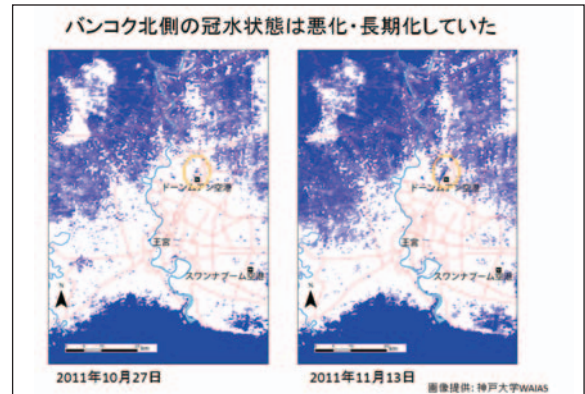 バンコク北側の冠水状態は悪化・長期化していた
ドーンムアン空港
王宮
スワンナプーム空港
N
2011年10月27日
ドーンムアン空港
王宮
スワンナプーム空港
N
2011年11月13日
画像提供: 神戸大学WAIAS